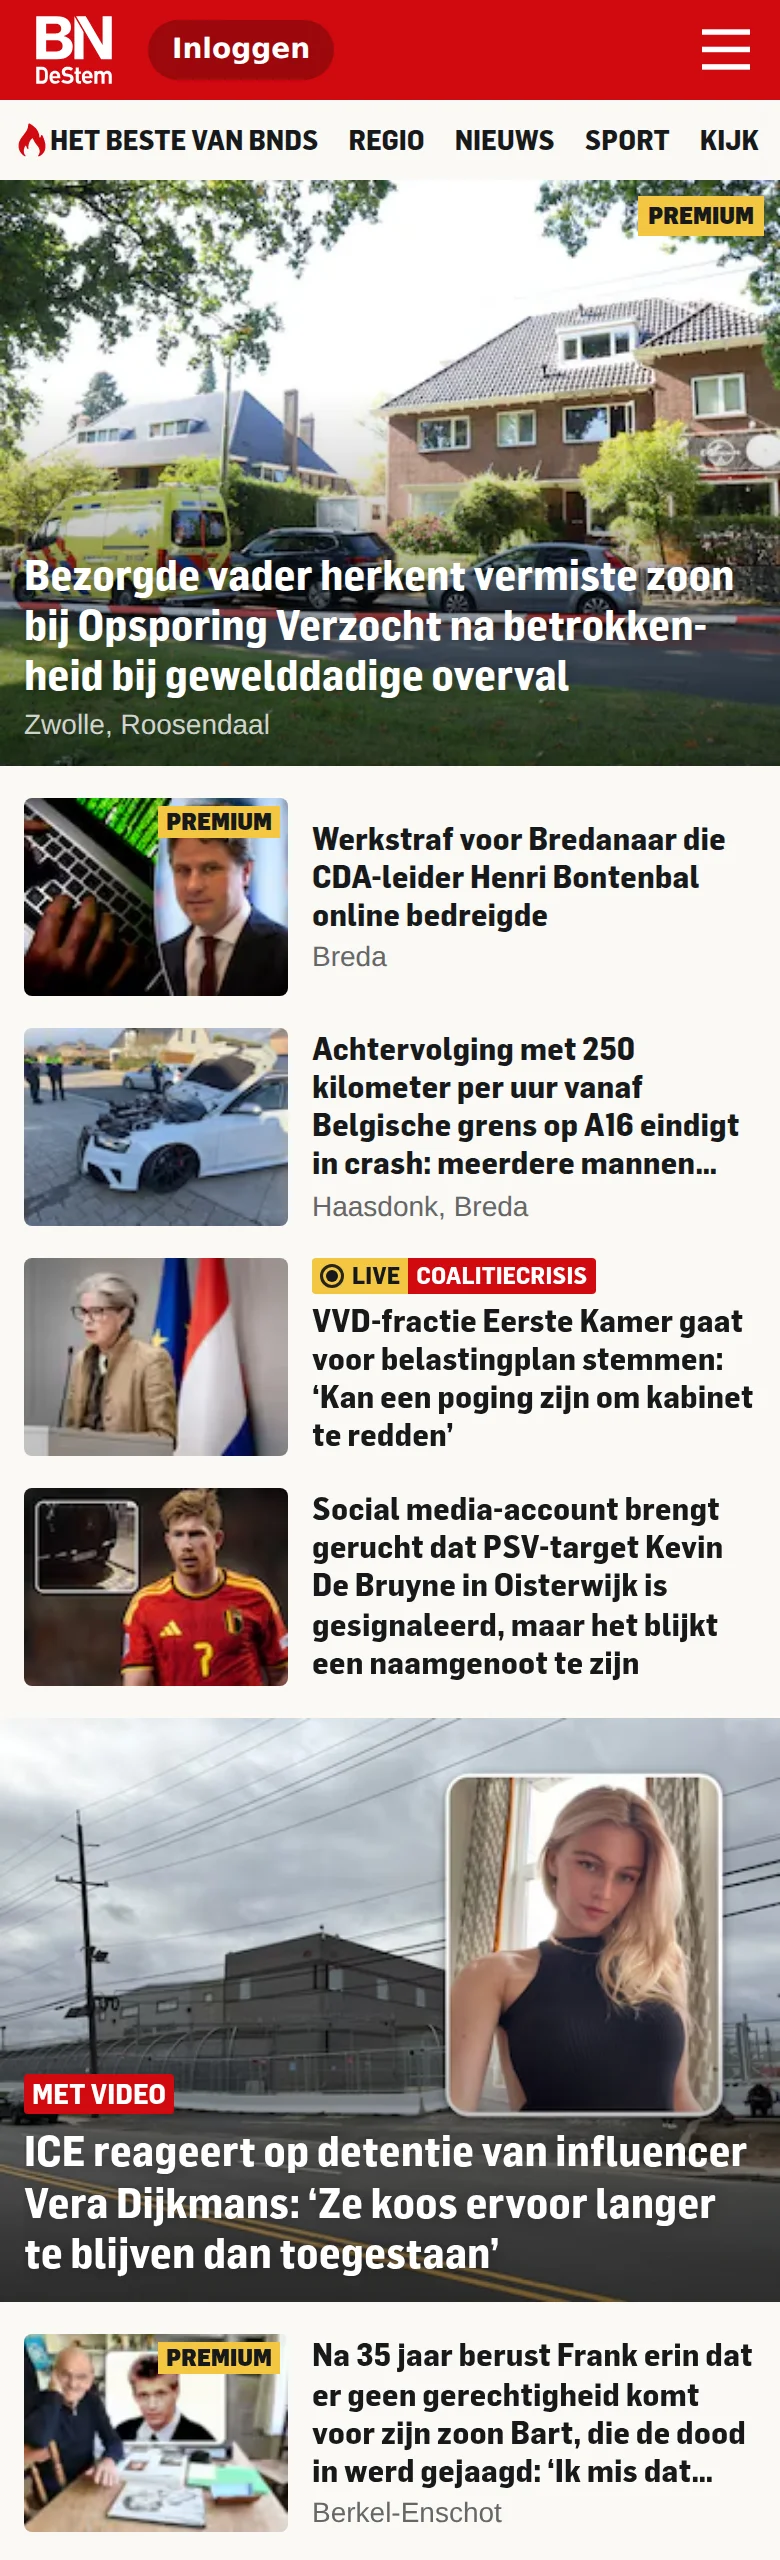 BN
DeStem
Inloggen
HET BESTE VAN BNDS REGIO NIEUWS SPORT KIJK
PREMIUM
Bezorgde vader herkent vermiste zoon
bij Opsporing Verzocht na betrokken-
heid bij gewelddadige overval
Zwolle, Roosendaal
PREMIUM
Werkstraf voor Bredanaar die
CDA-leider Henri Bontenbal
online bedreigde
Breda
Achtervolging met 250
kilometer per uur vanaf
Belgische grens op A16 eindigt
in crash: meerdere mannen...
Haasdonk, Breda
LIVE COALITIECRISIS
VVD-fractie Eerste Kamer gaat
voor belastingplan stemmen:
‘Kan een poging zijn om kabinet
te redden’
Social media-account brengt
gerucht dat PSV-target Kevin
De Bruyne in Oisterwijk is
gesignaleerd, maar het blijkt
een naamgenoot te zijn
7
MET VIDEO
ICE reageert op detentie van influencer
Vera Dijkmans: ‘Ze koos ervoor langer
te blijven dan toegestaan’
PREMIUM
Na 35 jaar berust Frank erin dat
er geen gerechtigheid komt
voor zijn zoon Bart, die de dood
in werd gejaagd: ‘Ik mis dat...
Berkel-Enschot